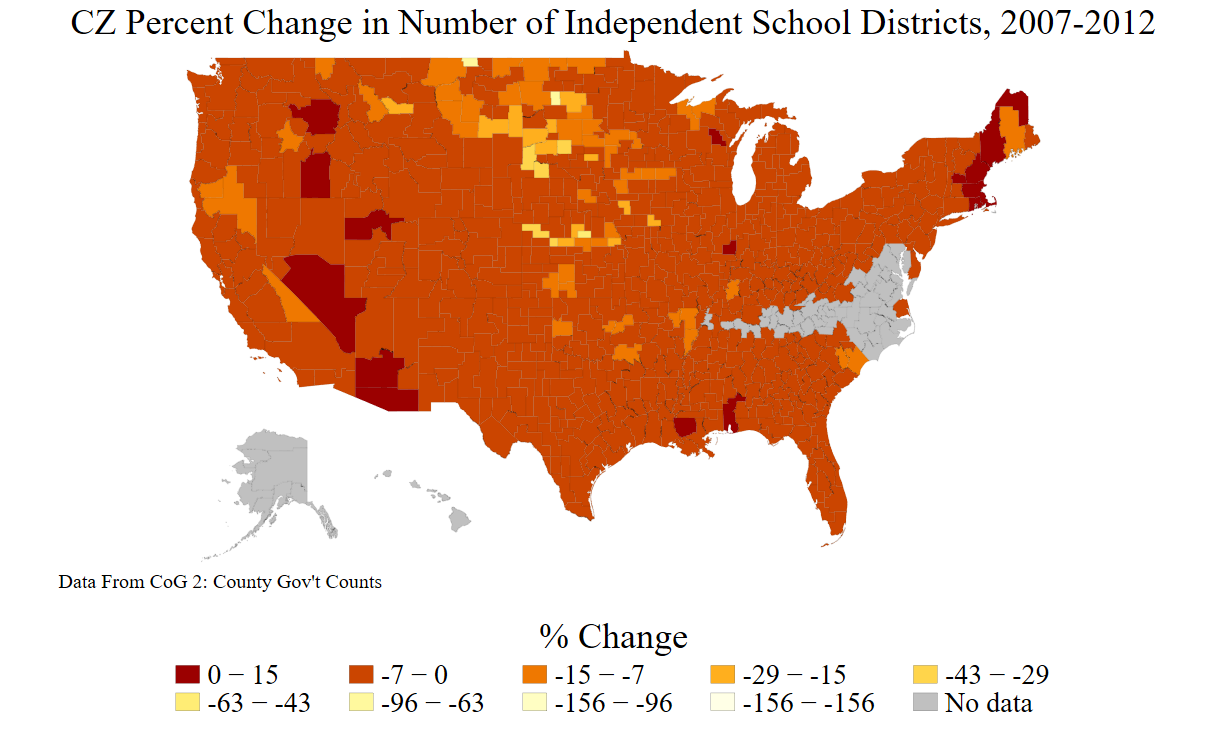 CZ Percent Change in Number of Independent School Districts, 2007-2012
Data From CoG 2: County Gov't Counts
% Change
0 − 15
-7 − 0
-15 − -7
-29 − -15
-43 − -29
-63 − -43
-96 − -63
-156 − -96
-156 − -156
No data